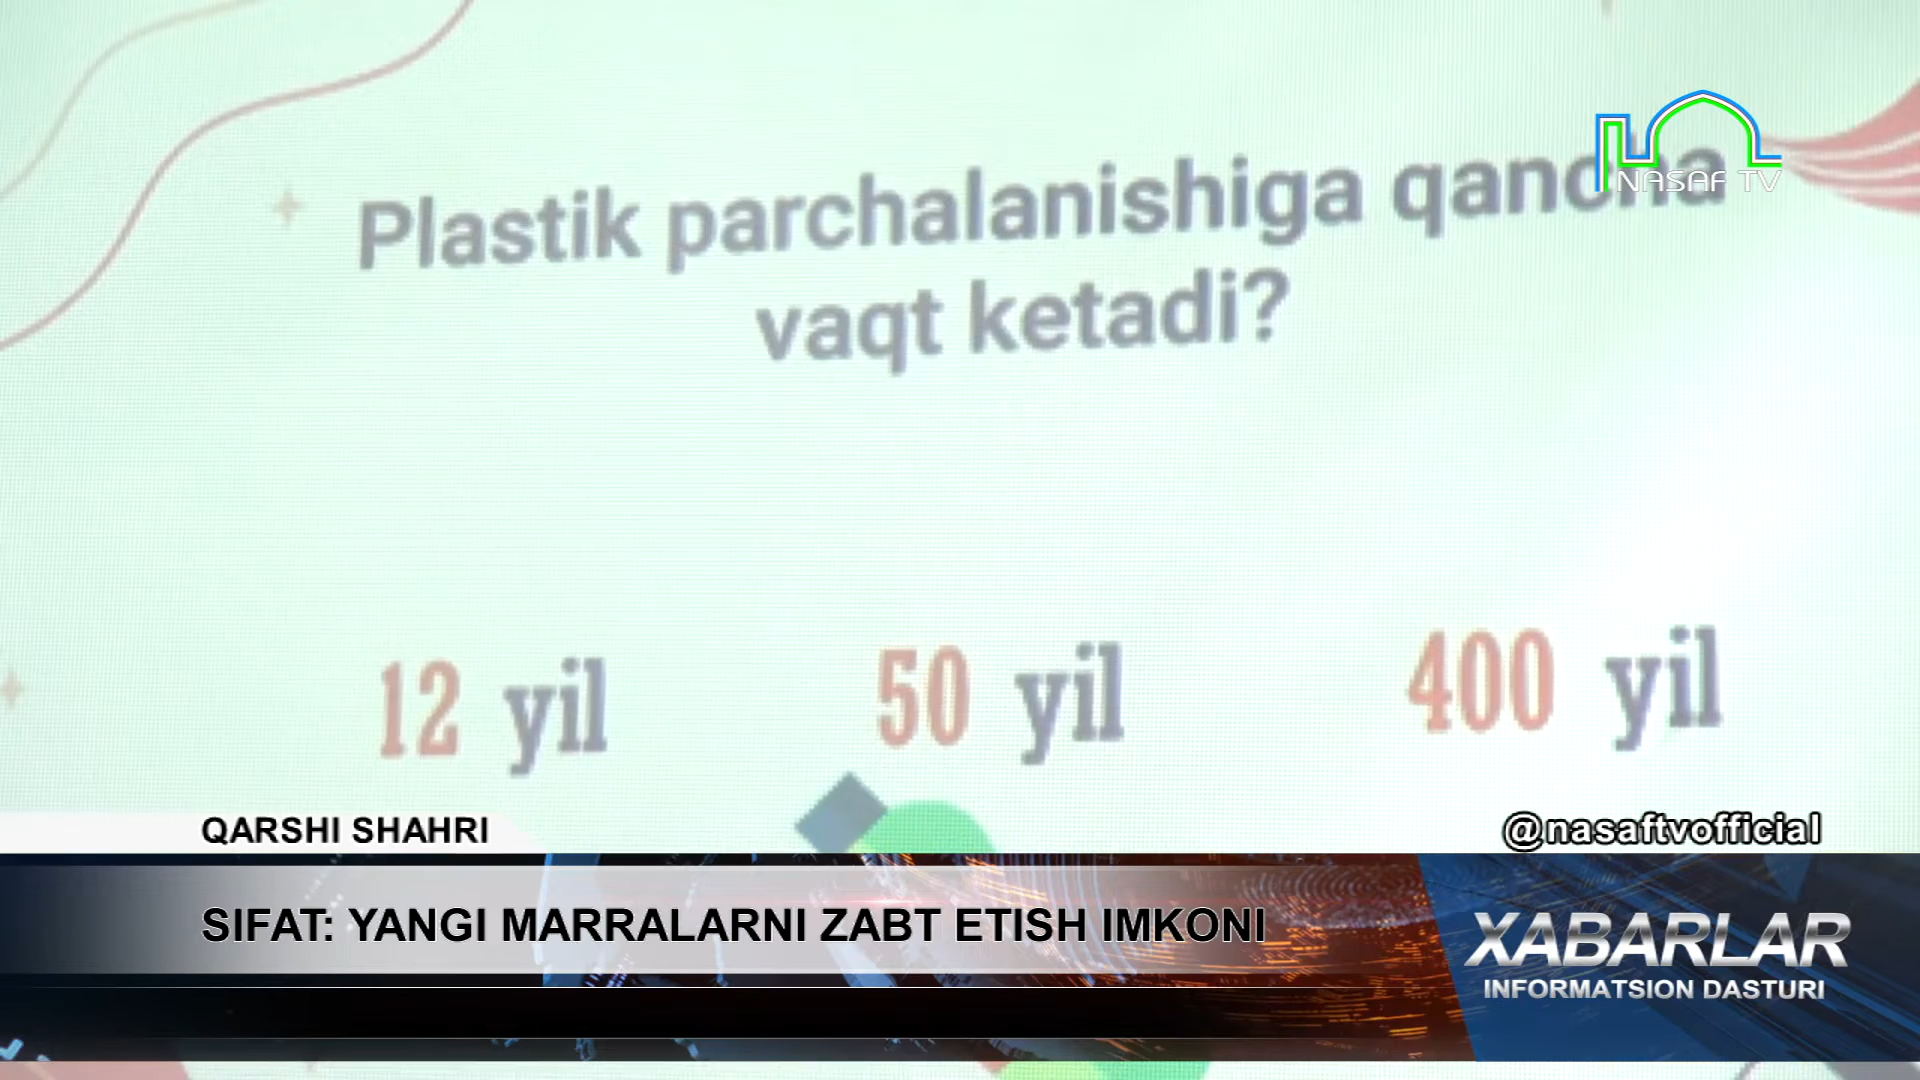 NASAF TV
Plastik parchalanishiga qancha
vaqt ketadi?
12 yil 50 yil 400 yil
QARSHI SHAHRI
@nasaftvofficial
SIFAT: YANGI MARRALARNI ZABT ETISH IMKONI
XABARLAR
INFORMATSION DASTURI